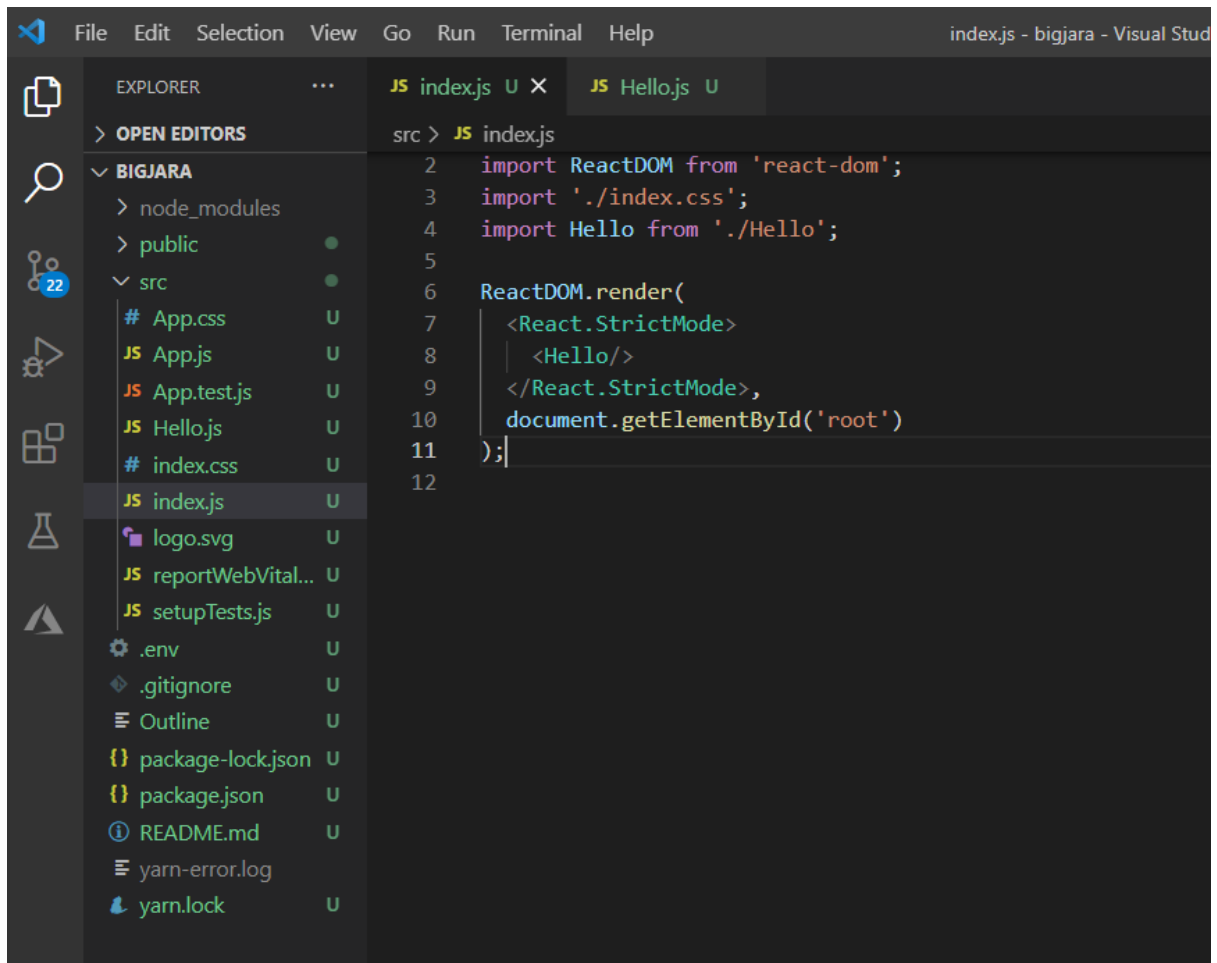 File Edit Selection View Go Run Terminal Help index.js - bigjara - Visual Stud
EXPLORER ...
JS index.js U
JS Hello.js U
OPEN EDITORS
src > JS index.js
BIGJARA
node_modules
public
22
src
# App.css U
JS App.js U
JS App.test.js U
JS Hello.js U
# index.css U
JS index.js U
logo.svg U
JS reportWebVital... U
JS setupTests.js U
.env U
.gitignore U
Outline U
{} package-lock.json U
{} package.json U
README.md U
yarn-error.log
yarn.lock U
2 import ReactDOM from 'react-dom';
3 import './index.css';
4 import Hello from './Hello';
5
6 ReactDOM.render(
7 <React.StrictMode>
8 <Hello/>
9 </React.StrictMode>,
10 document.getElementById('root')
11 );
12